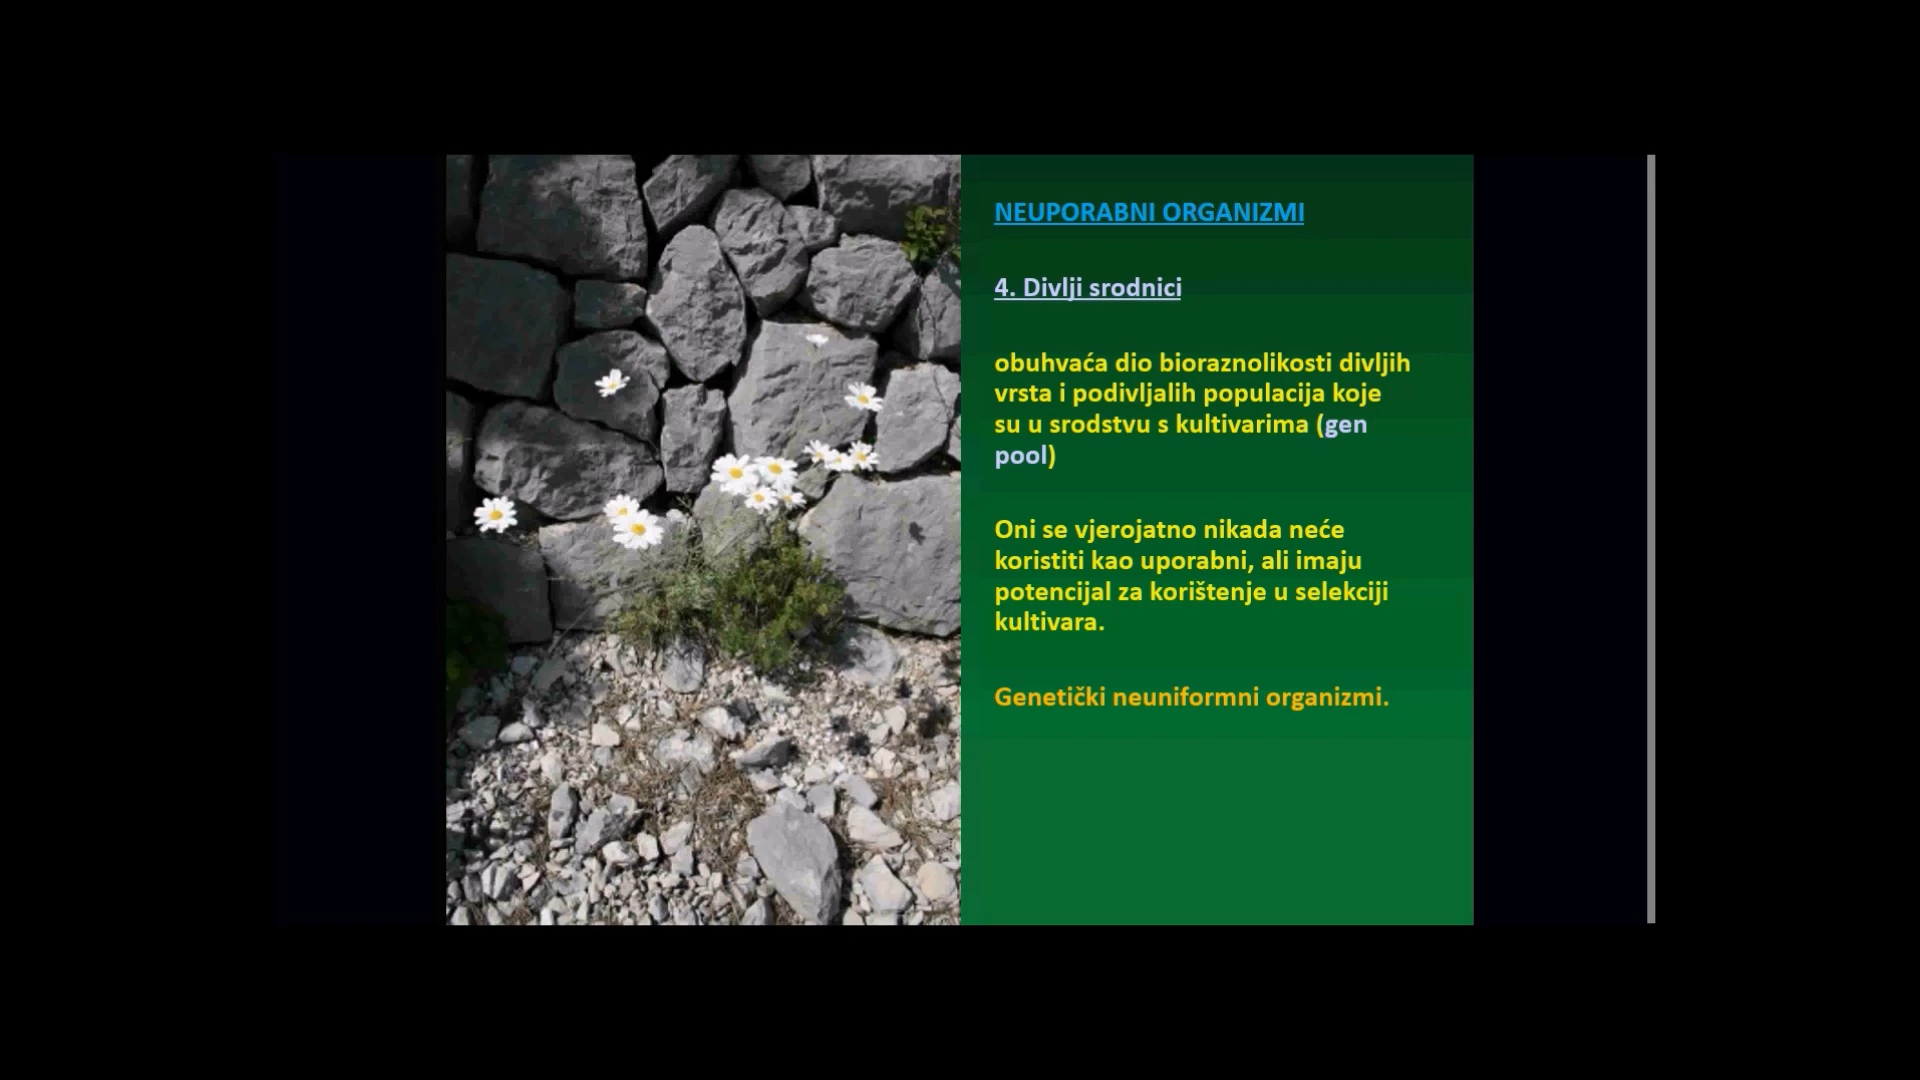 NEUPORABNI ORGANIZMI
4. Divlji srodnici
obuhvaća dio bioraznolikosti divljih
vrsta i podivljalih populacija koje
su u srodstvu s kultivarima (gen
pool)
Oni se vjerojatno nikada neće
koristiti kao uporabni, ali imaju
potencijal za korištenje u selekciji
kultivara.
Genetički neuniformni organizmi.